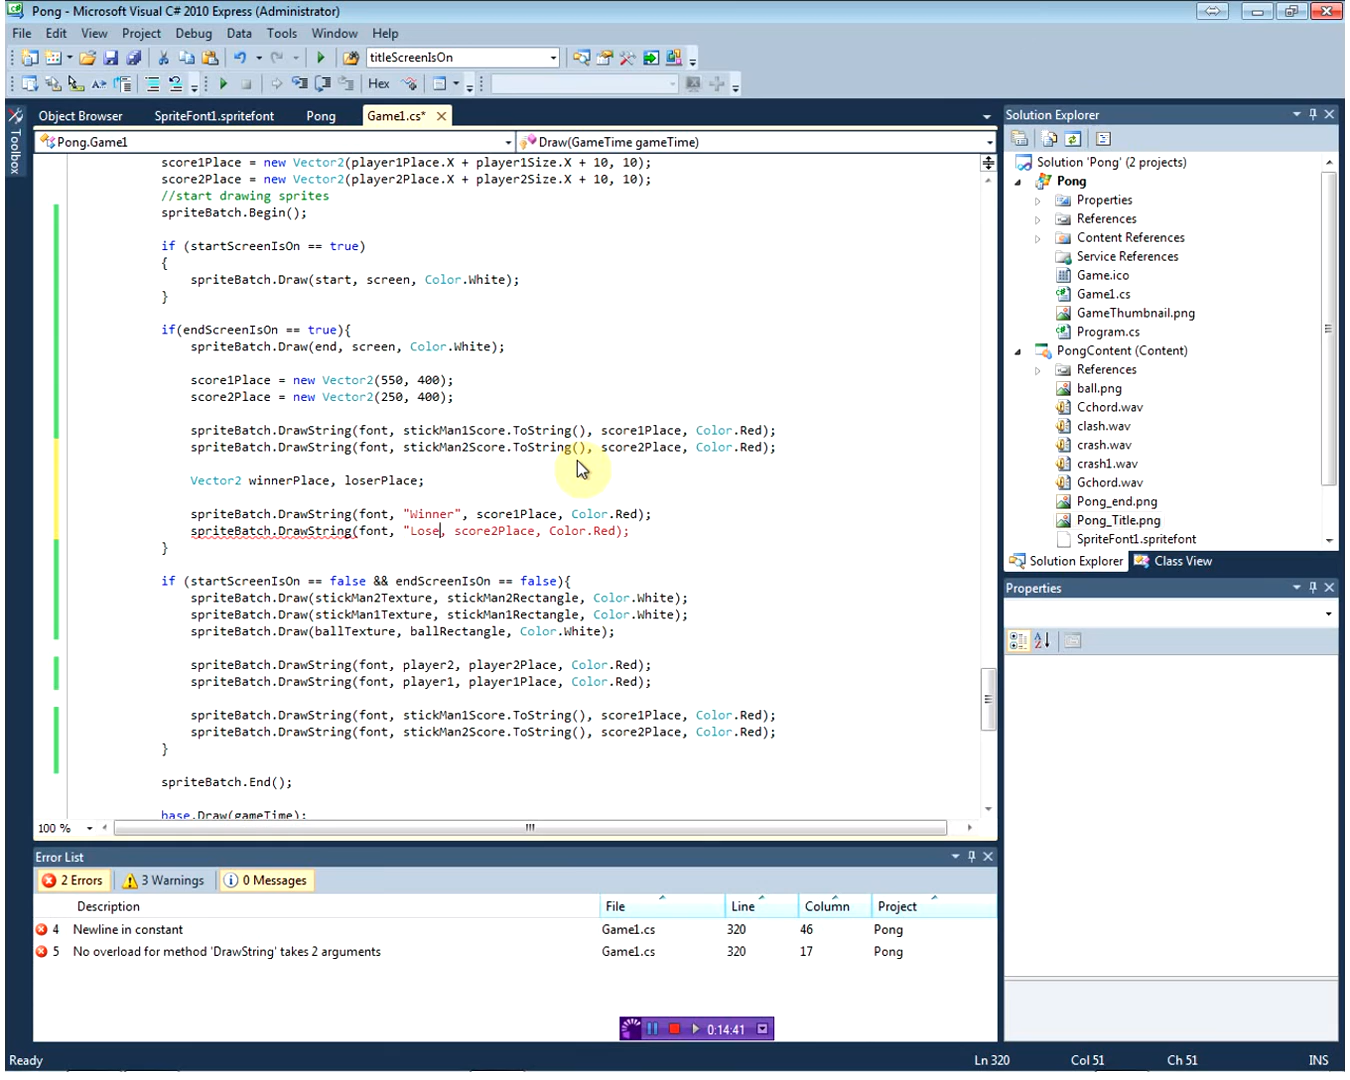 Pong - Microsoft Visual C# 2010 Express (Administrator)
File Edit View Project Debug Data Tools Window Help
titleScreenIsOn
Hex
Toolbox
Object Browser SpriteFont1.spritefont Pong Game1.cs*
Pong.Game1 Draw(GameTime gameTime)
score1Place = new Vector2(player1Place.X + player1Size.X + 10, 10);
score2Place = new Vector2(player2Place.X + player2Size.X + 10, 10);
//start drawing sprites
spriteBatch.Begin();
if (startScreenIsOn == true)
{
spriteBatch.Draw(start, screen, Color.White);
}
if(endScreenIsOn == true){
spriteBatch.Draw(end, screen, Color.White);
score1Place = new Vector2(550, 400);
score2Place = new Vector2(250, 400);
spriteBatch.DrawString(font, stickMan1Score.ToString(), score1Place, Color.Red);
spriteBatch.DrawString(font, stickMan2Score.ToString(), score2Place, Color.Red);
Vector2 winnerPlace, loserPlace;
spriteBatch.DrawString(font, "Winner", score1Place, Color.Red);
spriteBatch.DrawString(font, "Lose, score2Place, Color.Red);
}
if (startScreenIsOn == false && endScreenIsOn == false){
spriteBatch.Draw(stickMan2Texture, stickMan2Rectangle, Color.White);
spriteBatch.Draw(stickMan1Texture, stickMan1Rectangle, Color.White);
spriteBatch.Draw(ballTexture, ballRectangle, Color.White);
spriteBatch.DrawString(font, player2, player2Place, Color.Red);
spriteBatch.DrawString(font, player1, player1Place, Color.Red);
spriteBatch.DrawString(font, stickMan1Score.ToString(), score1Place, Color.Red);
spriteBatch.DrawString(font, stickMan2Score.ToString(), score2Place, Color.Red);
}
spriteBatch.End();
base.Draw(gameTime);
100 %
Solution Explorer
Solution 'Pong' (2 projects)
Pong
Properties
References
Content References
Service References
Game.ico
Game1.cs
GameThumbnail.png
Program.cs
PongContent (Content)
References
ball.png
Cchord.wav
clash.wav
crash.wav
crash1.wav
Gchord.wav
Pong_end.png
Pong_Title.png
SpriteFont1.spritefont
Solution Explorer Class View
Properties
Error List
2 Errors 3 Warnings 0 Messages
Description File Line Column Project
4 Newline in constant Game1.cs 320 46 Pong
5 No overload for method 'DrawString' takes 2 arguments Game1.cs 320 17 Pong
0:14:41
Ready Ln 320 Col 51 Ch 51 INS